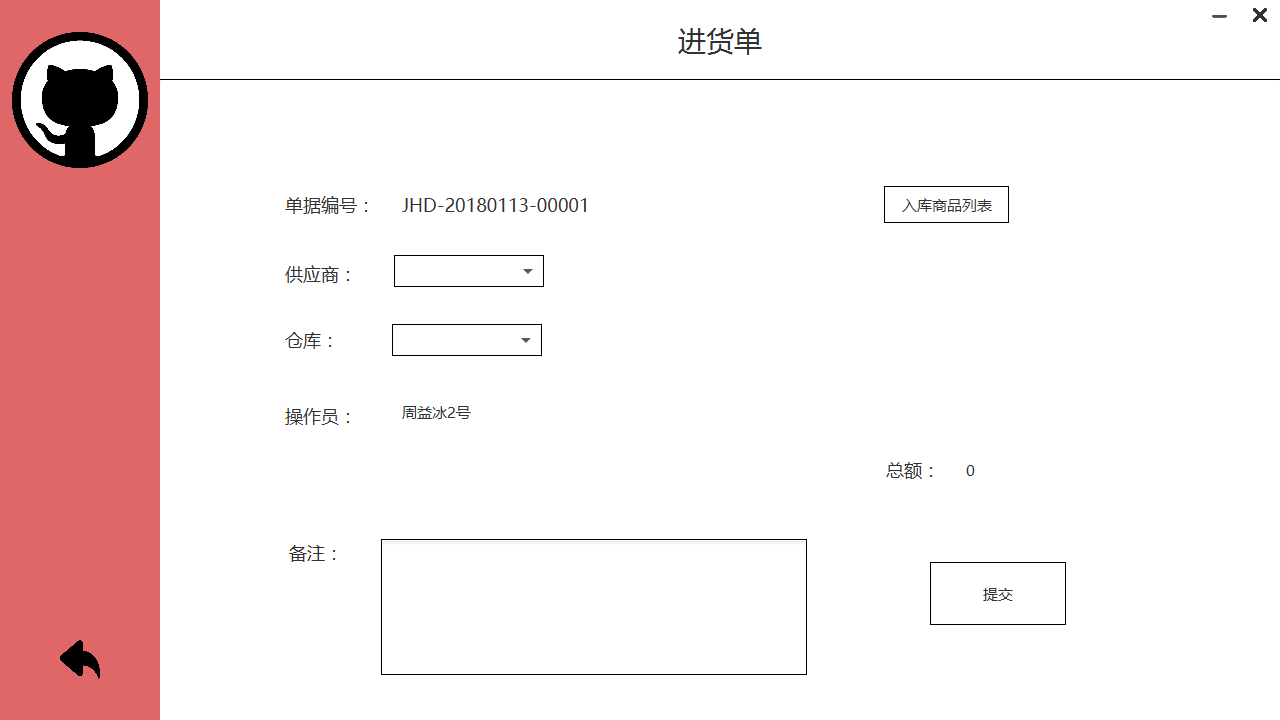 进货单
单据编号： JHD-20180113-00001
入库商品列表
供应商：
仓库：
操作员： 周益冰2号
总额： 0
备注：
提交